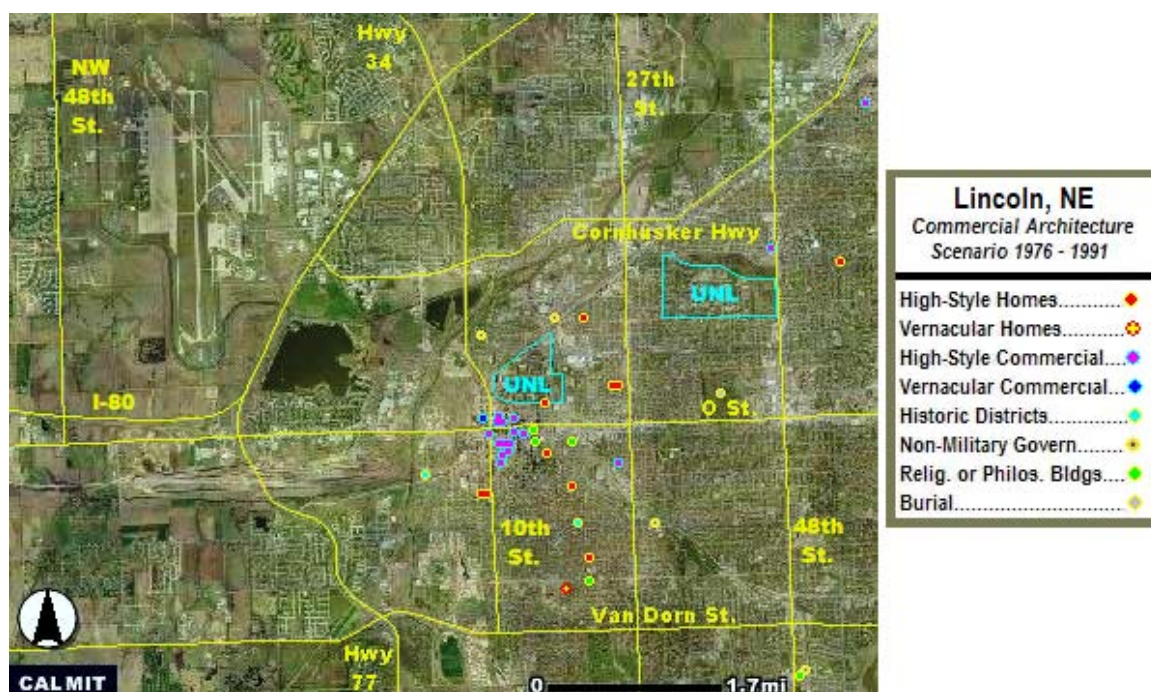 Hwy
34
NW
48th
St.
27th
St.
Cornhusker Hwy
UNL
UNL
I-80
O St.
10th
St.
48th
St.
Van Dorn St.
Hwy
77
CALMIT
0 1.7mi
Lincoln, NE
Commercial Architecture
Scenario 1976 - 1991
High-Style Homes...........
Vernacular Homes...........
High-Style Commercial....
Vernacular Commercial...
Historic Districts..............
Non-Military Govern........
Relig. or Philos. Bldgs....
Burial..............................